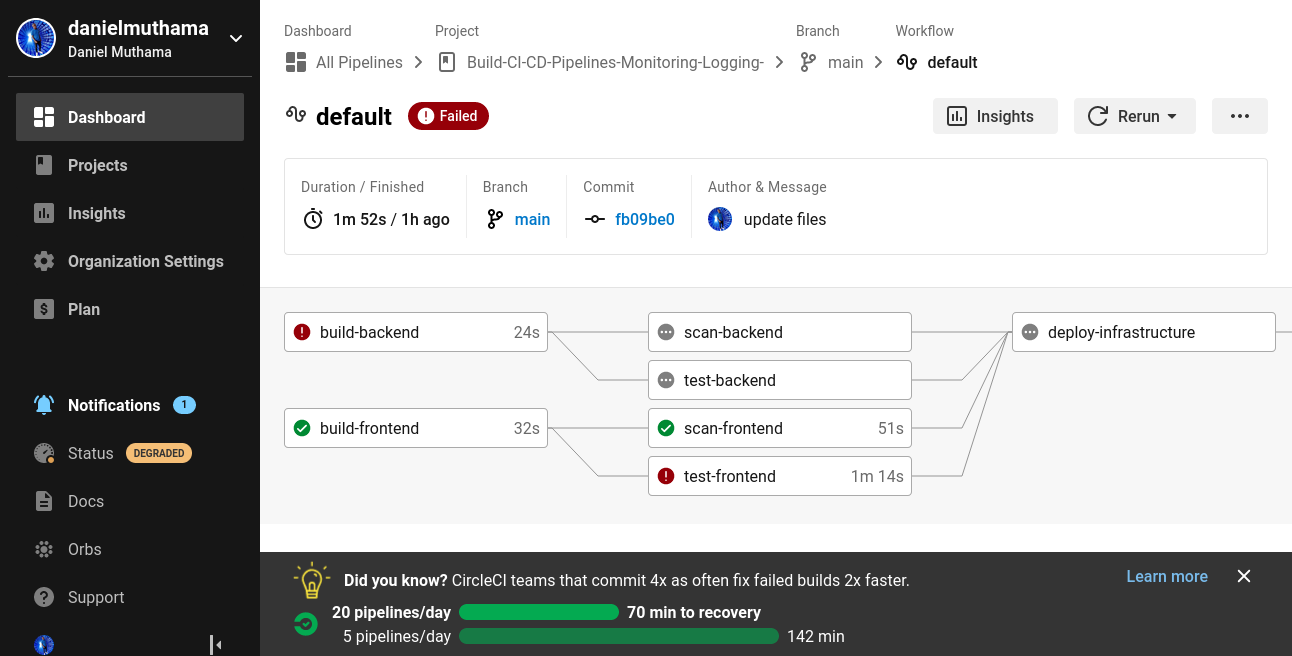 danielmuthama
Daniel Muthama
Dashboard
Projects
Insights
Organization Settings
Plan
Notifications 1
Status DEGRADED
Docs
Orbs
Support
Dashboard Project Branch Workflow
All Pipelines Build-CI-CD-Pipelines-Monitoring-Logging- main default
default Failed Insights Rerun
Duration / Finished Branch Commit Author & Message
1m 52s / 1h ago main fb09be0 update files
build-backend 24s scan-backend deploy-infrastructure
test-backend
build-frontend 32s scan-frontend 51s
test-frontend 1m 14s
Did you know? CircleCI teams that commit 4x as often fix failed builds 2x faster. Learn more
20 pipelines/day 70 min to recovery
5 pipelines/day 142 min